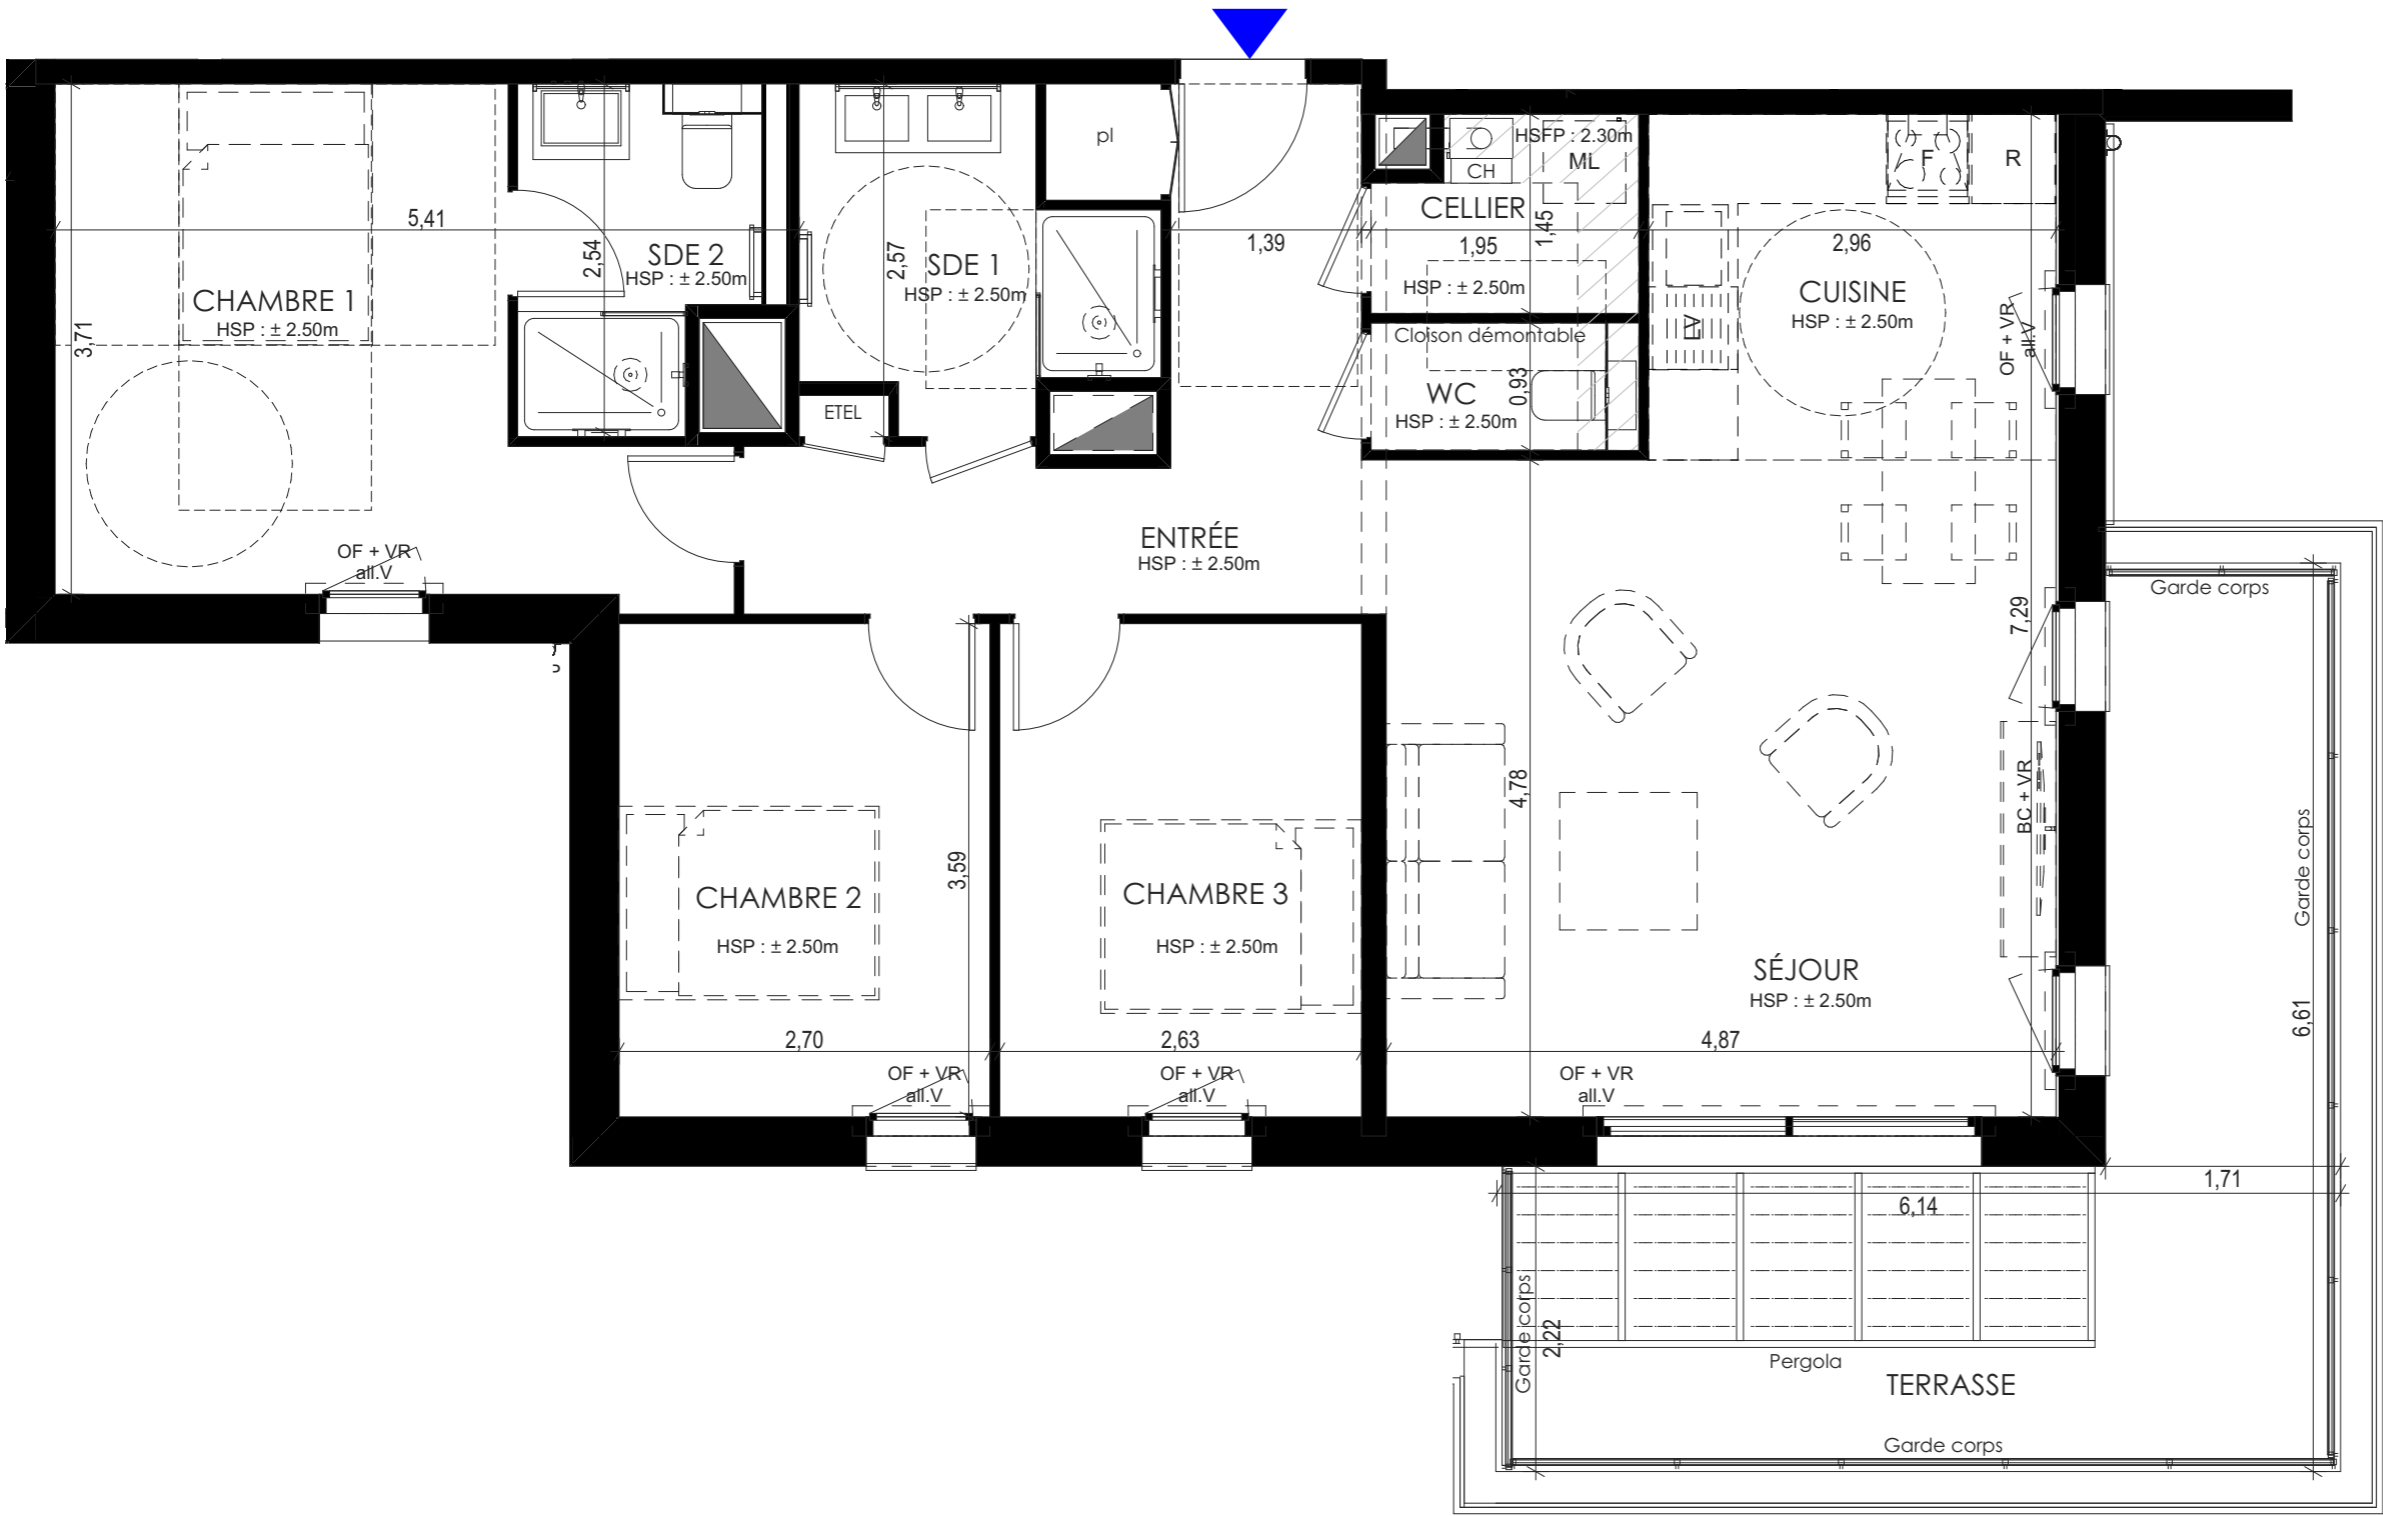 pl
HSFP : 2.30m
ML
CH
F
R
CELLIER
1,45
5,41
2,54
SDE 2
HSP : ± 2.50m
2,57
SDE 1
HSP : ± 2.50m
1,39
1,95
HSP : ± 2.50m
2,96
CHAMBRE 1
HSP : ± 2.50m
3,71
CUISINE
HSP : ± 2.50m
LV
OF + VR
all.V
Cloison démontable
WC
0,93
HSP : ± 2.50m
ETEL
OF + VR
all.V
ENTRÉE
HSP : ± 2.50m
Garde corps
7,29
4,78
BC + VR
3,59
CHAMBRE 2
HSP : ± 2.50m
CHAMBRE 3
HSP : ± 2.50m
Garde corps
SÉJOUR
HSP : ± 2.50m
6,61
2,70
2,63
4,87
OF + VR
all.V
OF + VR
all.V
OF + VR
all.V
1,71
6,14
Garde corps
2,22
Pergola
TERRASSE
Garde corps